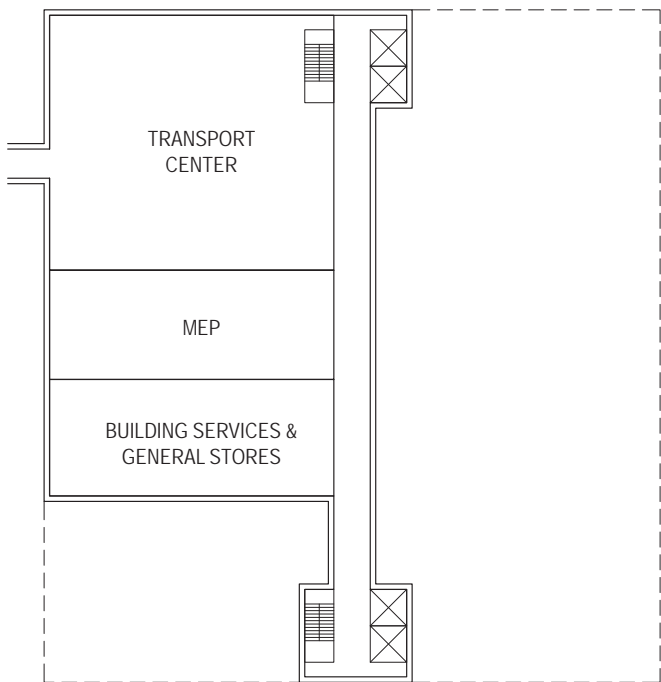 TRANSPORT
CENTER
MEP
BUILDING SERVICES &
GENERAL STORES